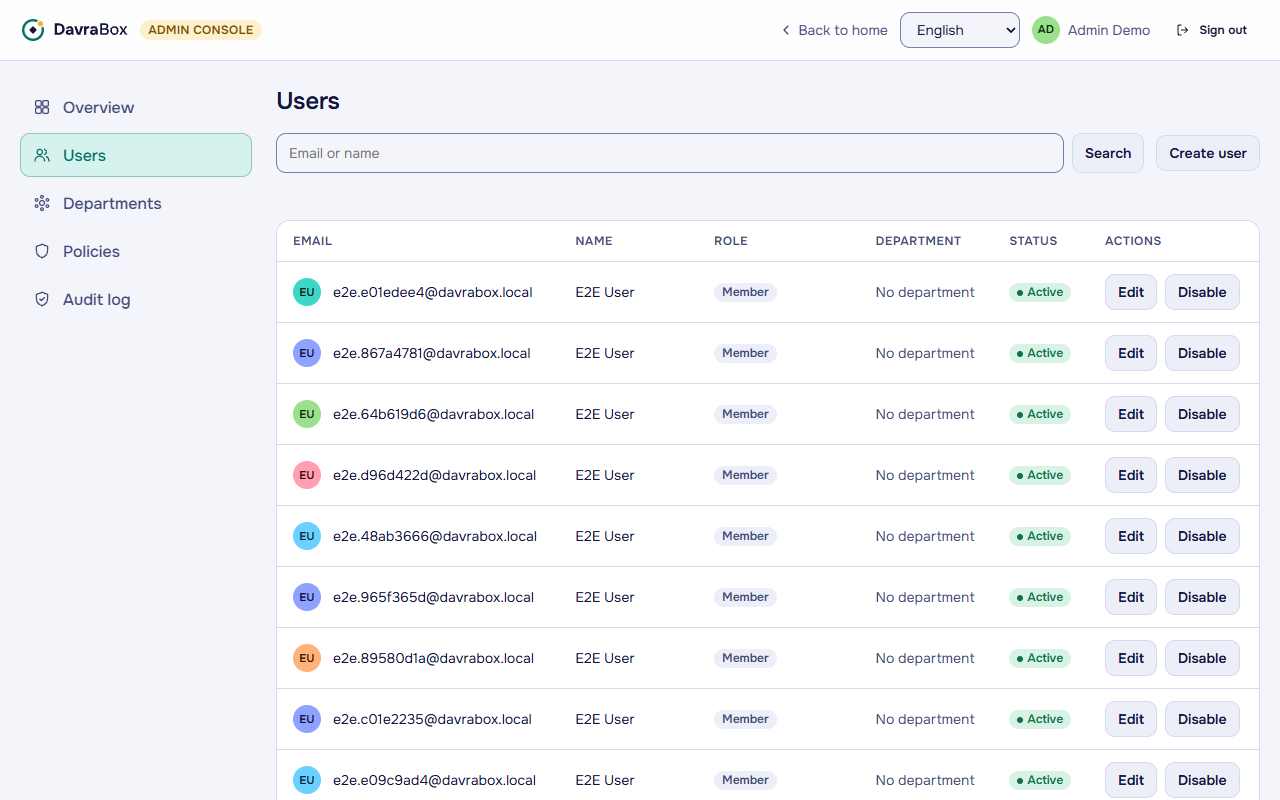 DavraBox ADMIN CONSOLE Back to home English AD Admin Demo Sign out
Overview
Users
Departments
Policies
Audit log
Users
Email or name Search Create user
EMAIL NAME ROLE DEPARTMENT STATUS ACTIONS
EU e2e.e01edee4@davrabox.local E2E User Member No department Active Edit Disable
EU e2e.867a4781@davrabox.local E2E User Member No department Active Edit Disable
EU e2e.64b619d6@davrabox.local E2E User Member No department Active Edit Disable
EU e2e.d96d422d@davrabox.local E2E User Member No department Active Edit Disable
EU e2e.48ab3666@davrabox.local E2E User Member No department Active Edit Disable
EU e2e.965f365d@davrabox.local E2E User Member No department Active Edit Disable
EU e2e.89580d1a@davrabox.local E2E User Member No department Active Edit Disable
EU e2e.c01e2235@davrabox.local E2E User Member No department Active Edit Disable
EU e2e.e09c9ad4@davrabox.local E2E User Member No department Active Edit Disable